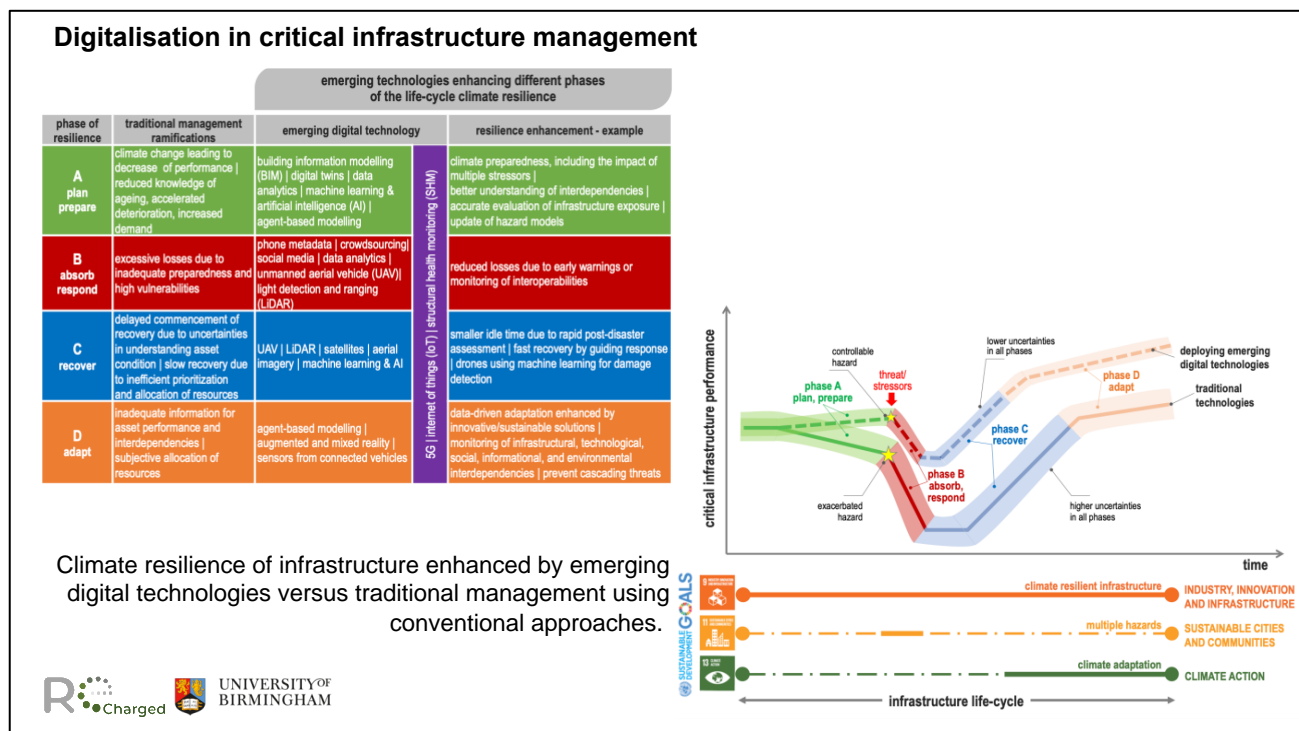 Digitalisation in critical infrastructure management
emerging technologies enhancing different phases
of the life-cycle climate resilience
phase of
resilience
traditional management
ramifications
emerging digital technology
resilience enhancement - example
A
plan
prepare
climate change leading to
decrease of performance |
reduced knowledge of
ageing, accelerated
deterioration, increased
demand
building information modelling
(BIM) | digital twins | data
analytics | machine learning &
artificial intelligence (AI) |
agent-based modelling
climate preparedness, including the impact of
multiple stressors |
better understanding of interdependencies |
accurate evaluation of infrastructure exposure |
update of hazard models
B
absorb
respond
excessive losses due to
inadequate preparedness and
high vulnerabilities
phone metadata | crowdsourcing|
social media | data analytics |
unmanned aerial vehicle (UAV)|
light detection and ranging
(LiDAR)
reduced losses due to early warnings or
monitoring of interoperabilities
C
recover
delayed commencement of
recovery due to uncertainties
in understanding asset
condition | slow recovery due
to inefficient prioritization
and allocation of resources
UAV | LiDAR | satellites | aerial
imagery | machine learning & AI
smaller idle time due to rapid post-disaster
assessment | fast recovery by guiding response
| drones using machine learning for damage
detection
D
adapt
inadequate information for
asset performance and
interdependencies |
subjective allocation of
resources
agent-based modelling |
augmented and mixed reality |
sensors from connected vehicles
data-driven adaptation enhanced by
innovative/sustainable solutions |
monitoring of infrastructural, technological,
social, informational, and environmental
interdependencies | prevent cascading threats
5G | internet of things (IoT) | structural health monitoring (SHM)
critical infrastructure performance
controllable
hazard
threat/
stressors
lower uncertainties
in all phases
deploying emerging
digital technologies
traditional
technologies
phase A
plan, prepare
phase D
adapt
phase C
recover
phase B
absorb,
respond
exacerbated
hazard
higher uncertainties
in all phases
time
Climate resilience of infrastructure enhanced by emerging
digital technologies versus traditional management using
conventional approaches.
SUSTAINABLE
DEVELOPMENT
GOALS
9
climate resilient infrastructure
INDUSTRY, INNOVATION
AND INFRASTRUCTURE
11
multiple hazards
SUSTAINABLE CITIES
AND COMMUNITIES
13 CLIMATE
ACTION
climate adaptation
CLIMATE ACTION
infrastructure life-cycle
Charged
UNIVERSITY OF
BIRMINGHAM